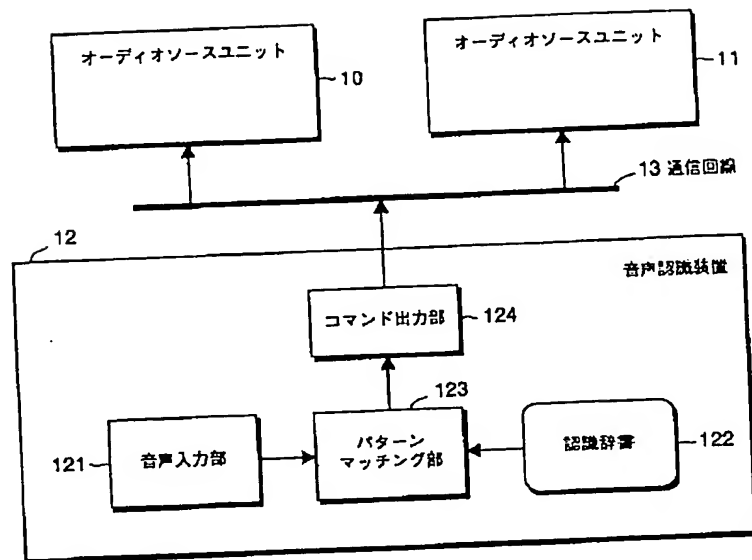 オーディオソースユニット
10
オーディオソースユニット
11
13 通信回線
12
音声認識装置
コマンド出力部
124
123
121
音声入力部
パターン
マッチング部
認識辞書
122